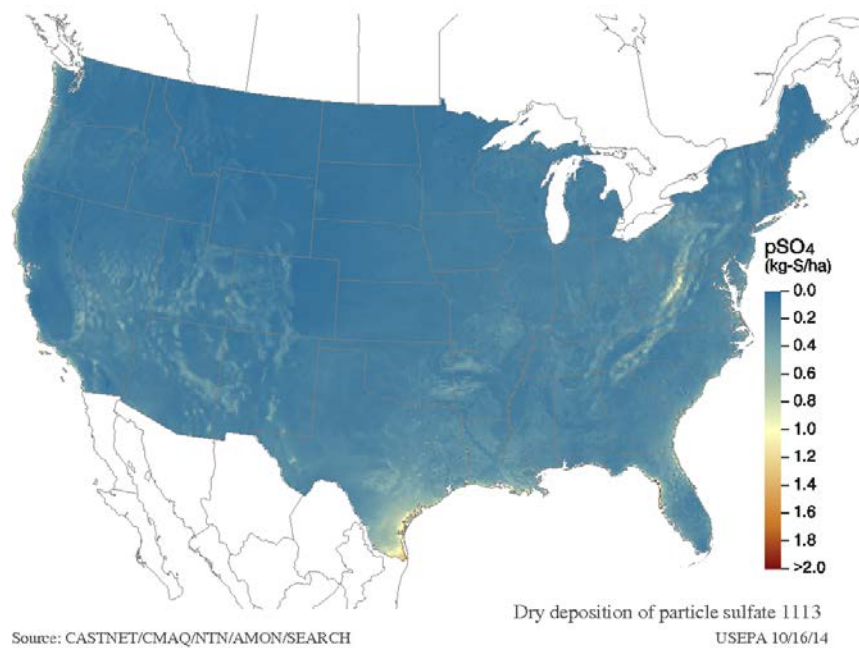 pSO4
(kg-S/ha)
0.0
0.2
0.4
0.6
0.8
1.0
1.2
1.4
1.6
1.8
>2.0
Dry deposition of particle sulfate 1113
Source: CASTNET/CMAQ/NTN/AMON/SEARCH
USEPA 10/16/14